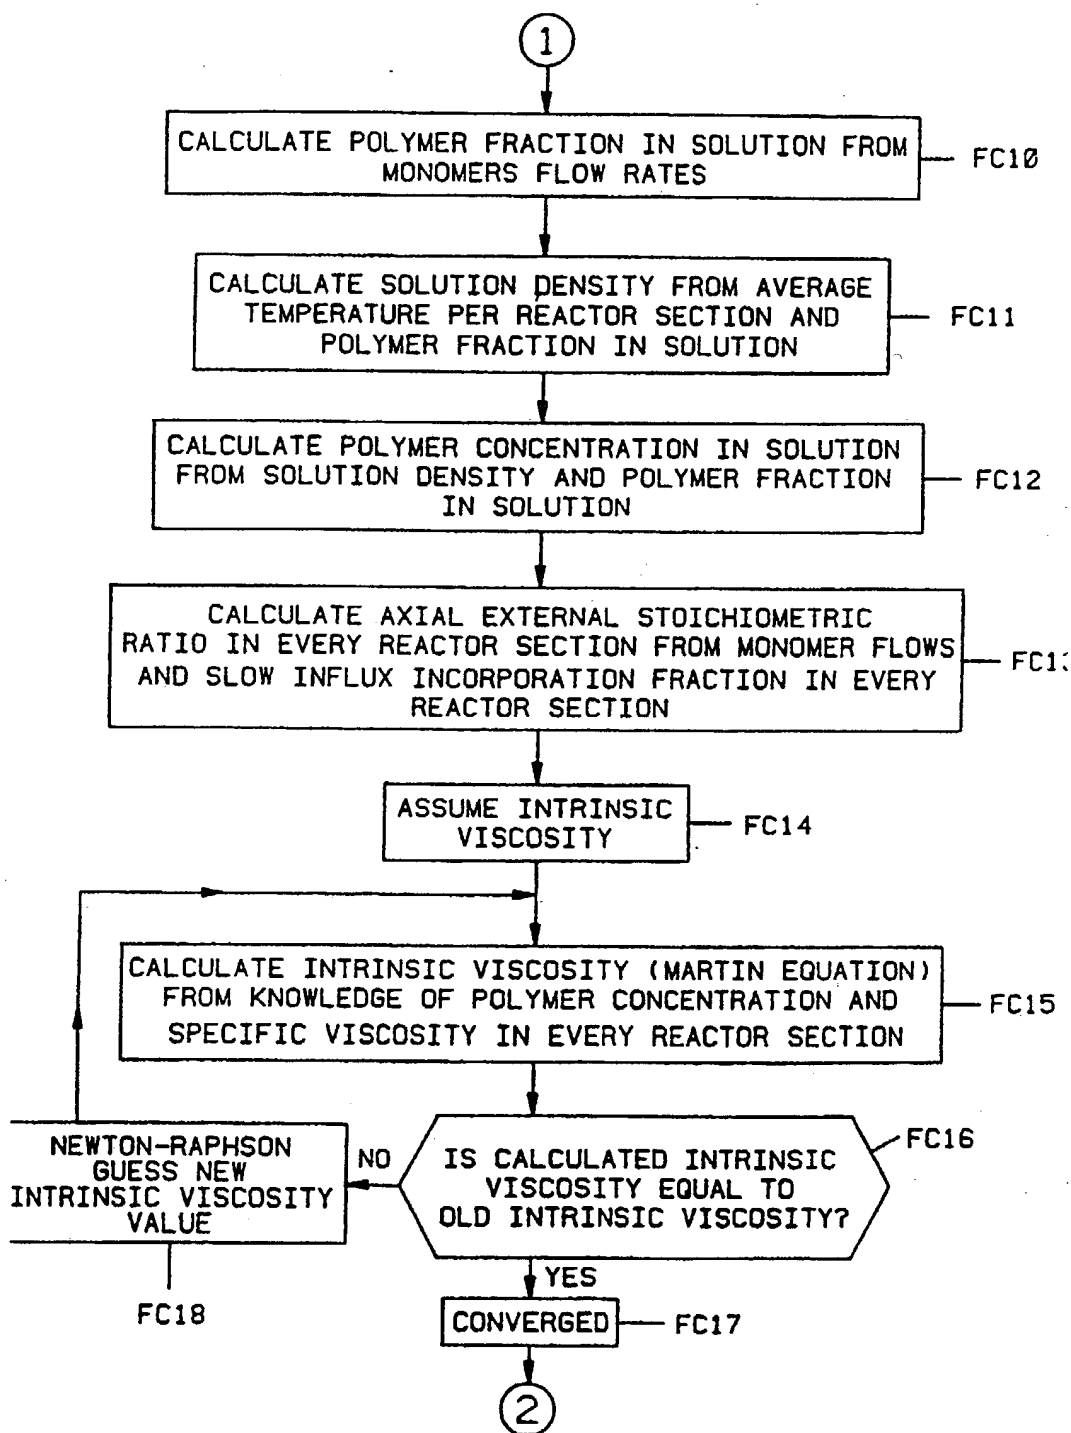 1
CALCULATE POLYMER FRACTION IN SOLUTION FROM
MONOMERS FLOW RATES
FC10
CALCULATE SOLUTION DENSITY FROM AVERAGE
TEMPERATURE PER REACTOR SECTION AND
POLYMER FRACTION IN SOLUTION
FC11
CALCULATE POLYMER CONCENTRATION IN SOLUTION
FROM SOLUTION DENSITY AND POLYMER FRACTION
IN SOLUTION
FC12
CALCULATE AXIAL EXTERNAL STOICHIOMETRIC
RATIO IN EVERY REACTOR SECTION FROM MONOMER FLOWS
AND SLOW INFLUX INCORPORATION FRACTION IN EVERY
REACTOR SECTION
FC13
ASSUME INTRINSIC
VISCOSITY
FC14
CALCULATE INTRINSIC VISCOSITY (MARTIN EQUATION)
FROM KNOWLEDGE OF POLYMER CONCENTRATION AND
SPECIFIC VISCOSITY IN EVERY REACTOR SECTION
FC15
IS CALCULATED INTRINSIC
VISCOSITY EQUAL TO
OLD INTRINSIC VISCOSITY?
FC16
NO
NEWTON-RAPHSON
GUESS NEW
INTRINSIC VISCOSITY
VALUE
FC18
YES
CONVERGED
FC17
2